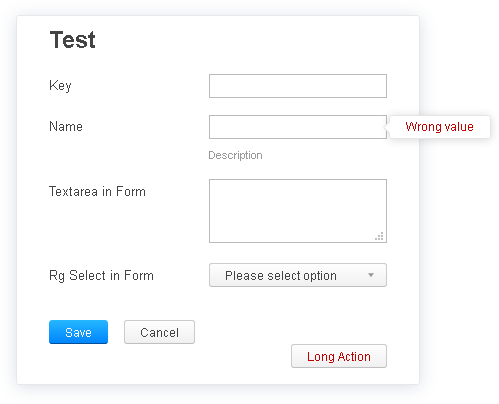 Test
Key
Name
Wrong value
Description
Textarea in Form
Rg Select in Form
Please select option
Save
Cancel
Long Action